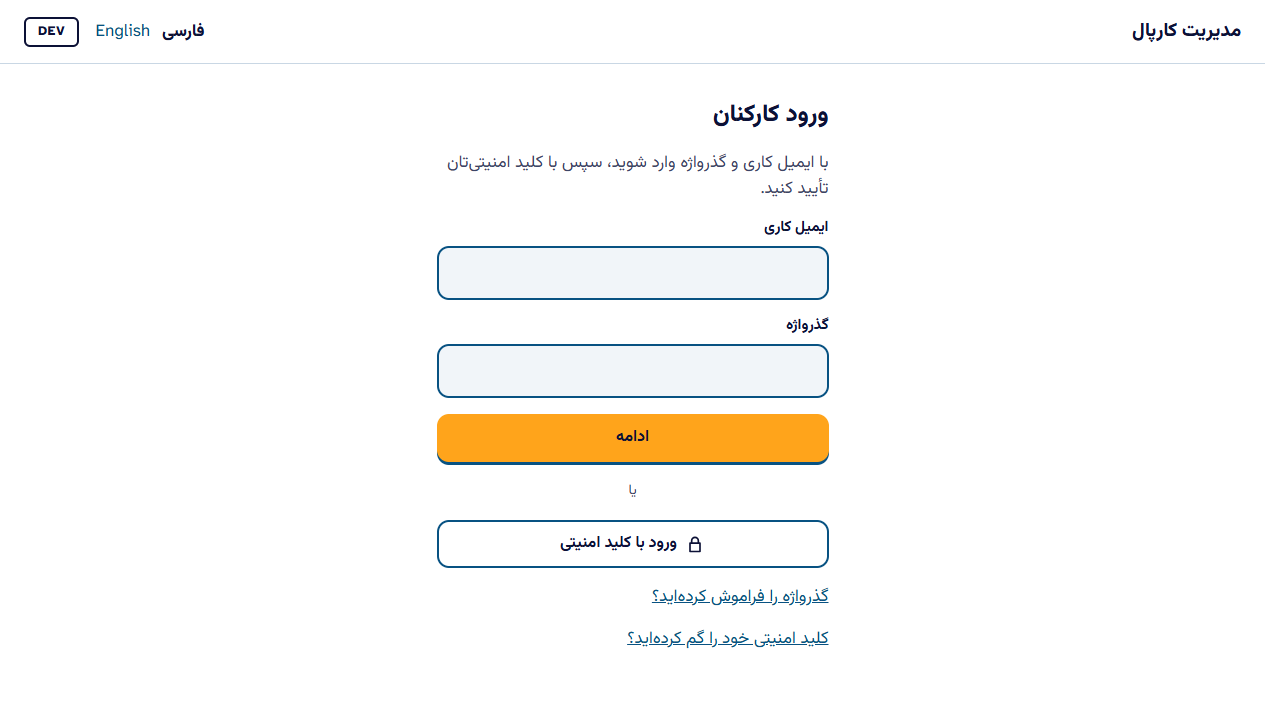 مدیریت کارپال
فارسی English DEV
ورود کارکنان
با ایمیل کاری و گذرواژه وارد شوید، سپس با کلید امنیتی‌تان
تأیید کنید.
ایمیل کاری
گذرواژه
ادامه
یا
ورود با کلید امنیتی
گذرواژه را فراموش کرده‌اید؟
کلید امنیتی خود را گم کرده‌اید؟